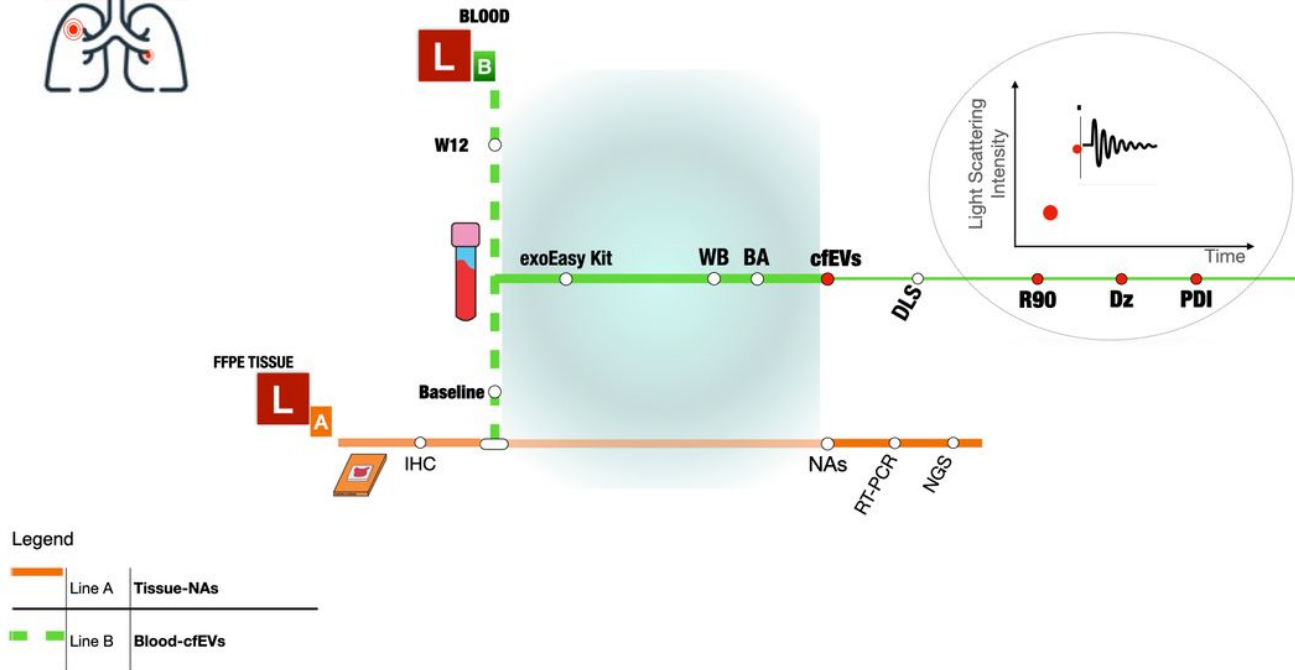 BLOOD
L
B
W12
Light Scattering
Intensity
Time
exoEasy Kit
WB
BA
cfEVs
DLS
R90
Dz
PDI
FFPE TISSUE
L
A
Baseline
IHC
NAs
RT-PCR
NGS
Legend
Line A
Tissue-NAs
Line B
Blood-cfEVs